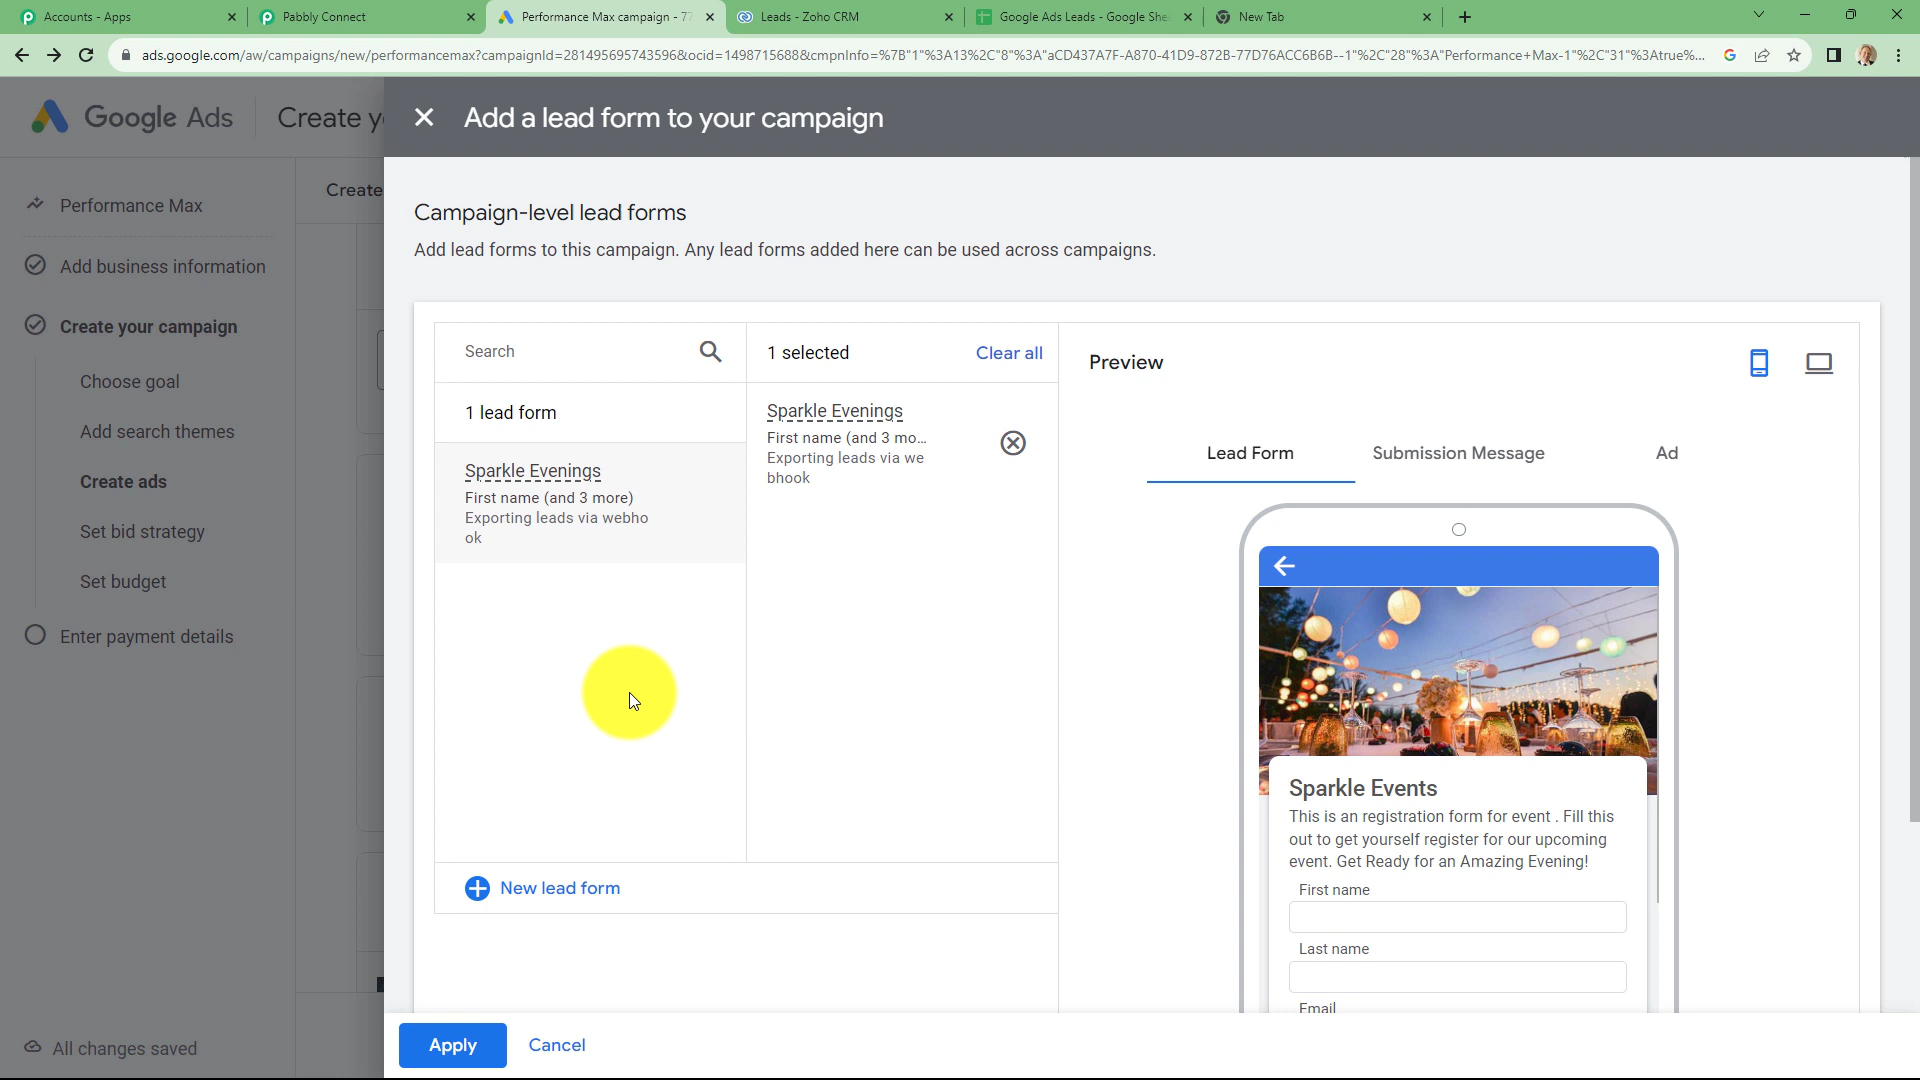 Accounts - Apps
Pabbly Connect
Performance Max campaign - 77
Leads - Zoho CRM
Google Ads Leads - Google She
New Tab
ads.google.com/aw/campaigns/new/performancemax?campaignId=281495695743596&ocid=1498715688&cmpnInfo=%7B"1"%3A13%2C"8"%3A"aCD437A7F-A870-41D9-872B-77D76ACC6B6B--1"%2C"28"%3A"Performance+Max-1"%2C"31"%3Atrue%...
Google Ads
Create y
Add a lead form to your campaign
Performance Max
Add business information
Create your campaign
Choose goal
Add search themes
Create ads
Set bid strategy
Set budget
Enter payment details
All changes saved
Create
Campaign-level lead forms
Add lead forms to this campaign. Any lead forms added here can be used across campaigns.
Search
1 lead form
Sparkle Evenings
First name (and 3 more)
Exporting leads via webho
ok
New lead form
1 selected
Clear all
Sparkle Evenings
First name (and 3 mo...
Exporting leads via we
bhook
Preview
Lead Form
Submission Message
Ad
Sparkle Events
This is an registration form for event . Fill this
out to get yourself register for our upcoming
event. Get Ready for an Amazing Evening!
First name
Last name
Email
Apply
Cancel